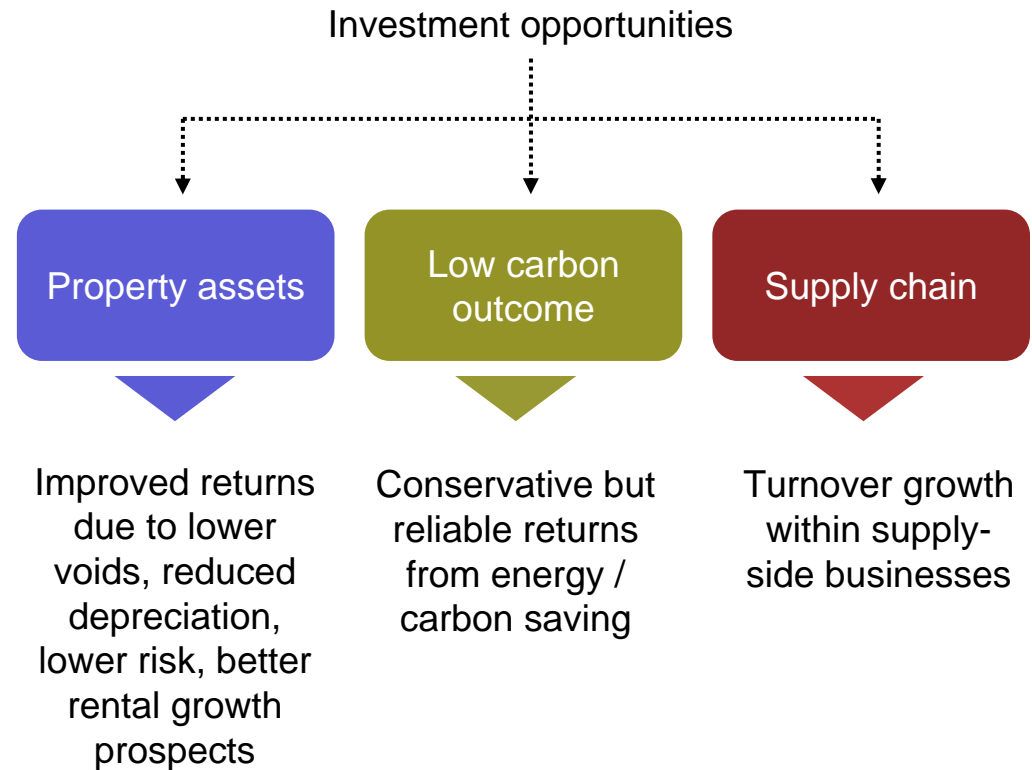 Investment opportunities
Property assets
Low carbon
outcome
Supply chain
Improved returns
due to lower
voids, reduced
depreciation,
lower risk, better
rental growth
prospects
Conservative but
reliable returns
from energy /
carbon saving
Turnover growth
within supply-
side businesses